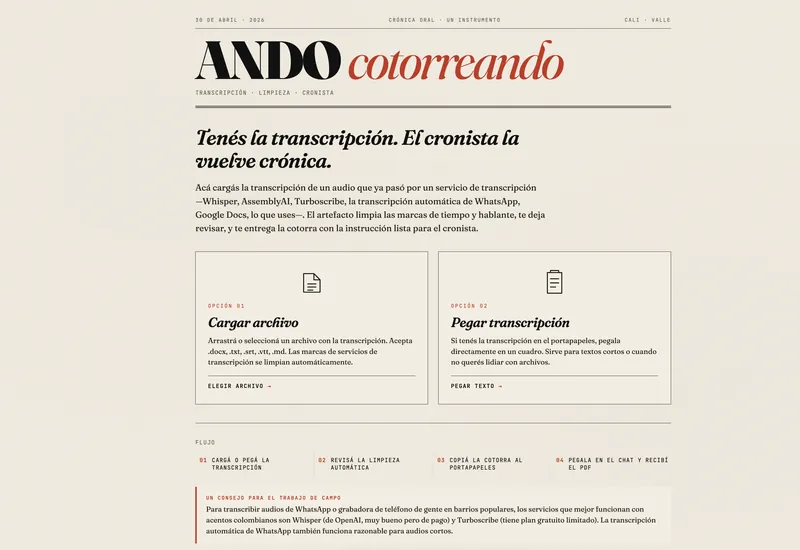 30 DE ABRIL · 2026
CRÓNICA ORAL · UN INSTRUMENTO
CALI · VALLE
ANDO cotorreando
TRANSCRIPCIÓN · LIMPIEZA · CRONISTA
Tenés la transcripción. El cronista la
vuelve crónica.
Acá cargás la transcripción de un audio que ya pasó por un servicio de transcripción
—Whisper, AssemblyAI, Turboscribe, la transcripción automática de WhatsApp,
Google Docs, lo que uses—. El artefacto limpia las marcas de tiempo y hablante, te deja
revisar, y te entrega la cotorra con la instrucción lista para el cronista.
OPCIÓN 01
Cargar archivo
Arrastrá o seleccioná un archivo con la transcripción. Acepta
.docx, .txt, .srt, .vtt, .md. Las marcas de servicios de
transcripción se limpian automáticamente.
ELEGIR ARCHIVO →
OPCIÓN 02
Pegar transcripción
Si tenés la transcripción en el portapapeles, pegala
directamente en un cuadro. Sirve para textos cortos o cuando
no querés lidiar con archivos.
PEGAR TEXTO →
FLUJO
01 CARGÁ O PEGÁ LA
TRANSCRIPCIÓN
02 REVISÁ LA LIMPIEZA
AUTOMÁTICA
03 COPIÁ LA COTORRA AL
PORTAPAPELES
04 PEGALA EN EL CHAT Y RECIBÍ
EL PDF
UN CONSEJO PARA EL TRABAJO DE CAMPO
Para transcribir audios de WhatsApp o grabadora de teléfono de gente en barrios populares, los servicios que mejor funcionan con
acentos colombianos son Whisper (de OpenAI, muy bueno pero de pago) y Turboscribe (tiene plan gratuito limitado). La transcripción
automática de WhatsApp también funciona razonable para audios cortos.